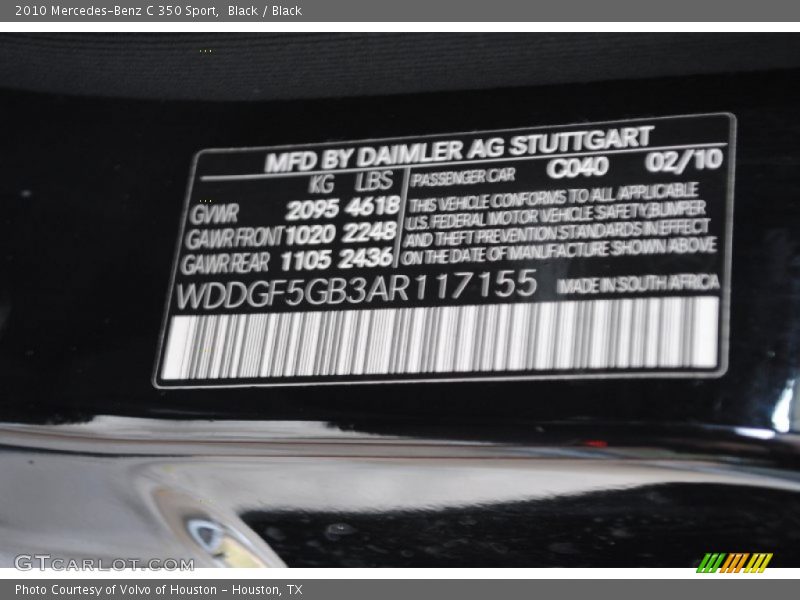 2010 Mercedes-Benz C 350 Sport,  Black / Black
MFD BY DAIMLER AG STUTTGART
KG LBS PASSENGER CAR C040 02/10
GVWR 2095 4618
GAWR FRONT 1020 2248
GAWR REAR 1105 2436
THIS VEHICLE CONFORMS TO ALL APPLICABLE
U.S. FEDERAL MOTOR VEHICLE SAFETY,BUMPER
AND THEFT PREVENTION STANDARDS IN EFFECT
ON THE DATE OF MANUFACTURE SHOWN ABOVE
WDDGF5GB3AR117155 MADE IN SOUTH AFRICA
GTCARLOT.COM
Photo Courtesy of Volvo of Houston - Houston, TX